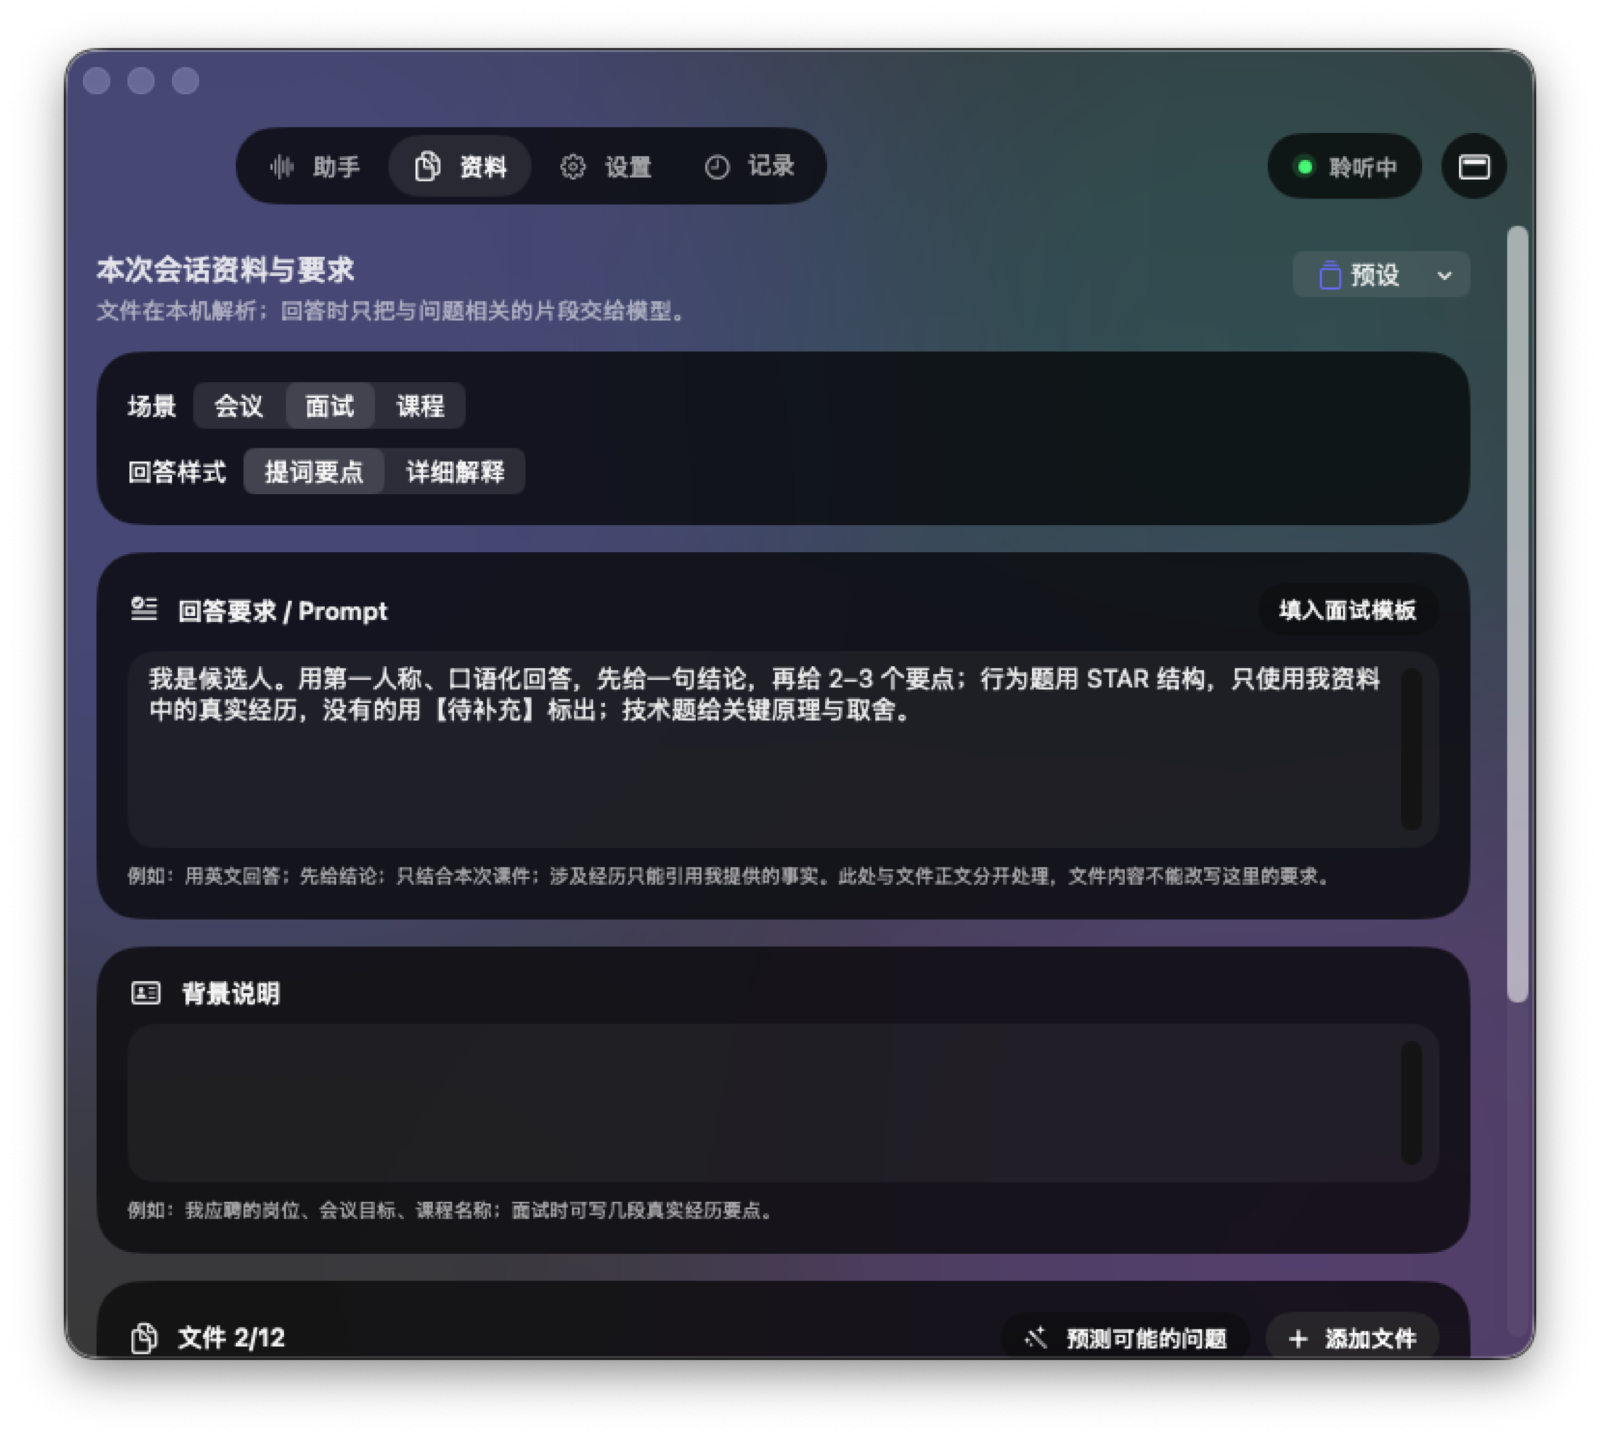 助手 资料 设置 记录 聆听中
本次会话资料与要求
预设
文件在本机解析；回答时只把与问题相关的片段交给模型。
场景 会议 面试 课程
回答样式 提词要点 详细解释
回答要求 / Prompt 填入面试模板
我是候选人。用第一人称、口语化回答，先给一句结论，再给 2–3 个要点；行为题用 STAR 结构，只使用我资料
中的真实经历，没有的用【待补充】标出；技术题给关键原理与取舍。
例如：用英文回答；先给结论；只结合本次课件；涉及经历只能引用我提供的事实。此处与文件正文分开处理，文件内容不能改写这里的要求。
背景说明
例如：我应聘的岗位、会议目标、课程名称；面试时可写几段真实经历要点。
文件 2/12 预测可能的问题 + 添加文件